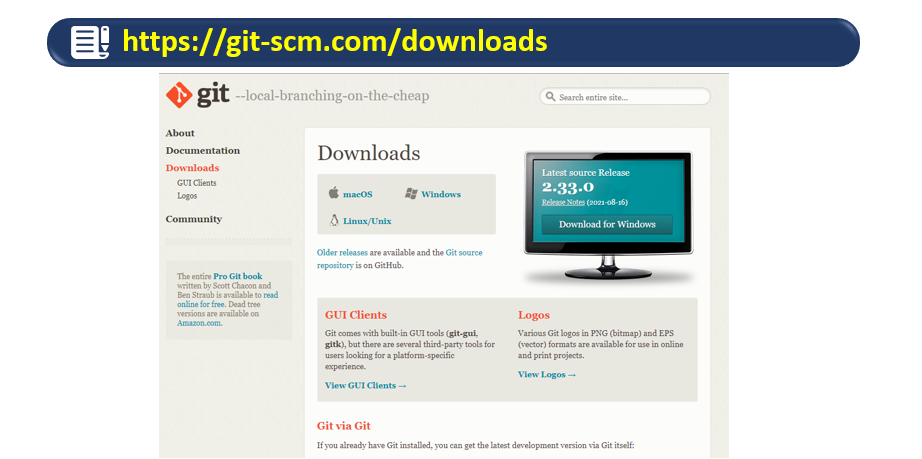 https://git-scm.com/downloads
git --local-branching-on-the-cheap
Search entire site...
About
Documentation
Downloads
GUI Clients
Logos
Community
The entire Pro Git book
written by Scott Chacon and
Ben Straub is available to read
online for free. Dead tree
versions are available on
Amazon.com.
Downloads
macOS
Windows
Linux/Unix
Older releases are available and the Git source
repository is on GitHub.
Latest source Release
2.33.0
Release Notes (2021-08-16)
Download for Windows
GUI Clients
Git comes with built-in GUI tools (git-gui,
gitk), but there are several third-party tools for
users looking for a platform-specific
experience.
View GUI Clients →
Logos
Various Git logos in PNG (bitmap) and EPS
(vector) formats are available for use in online
and print projects.
View Logos →
Git via Git
If you already have Git installed, you can get the latest development version via Git itself: